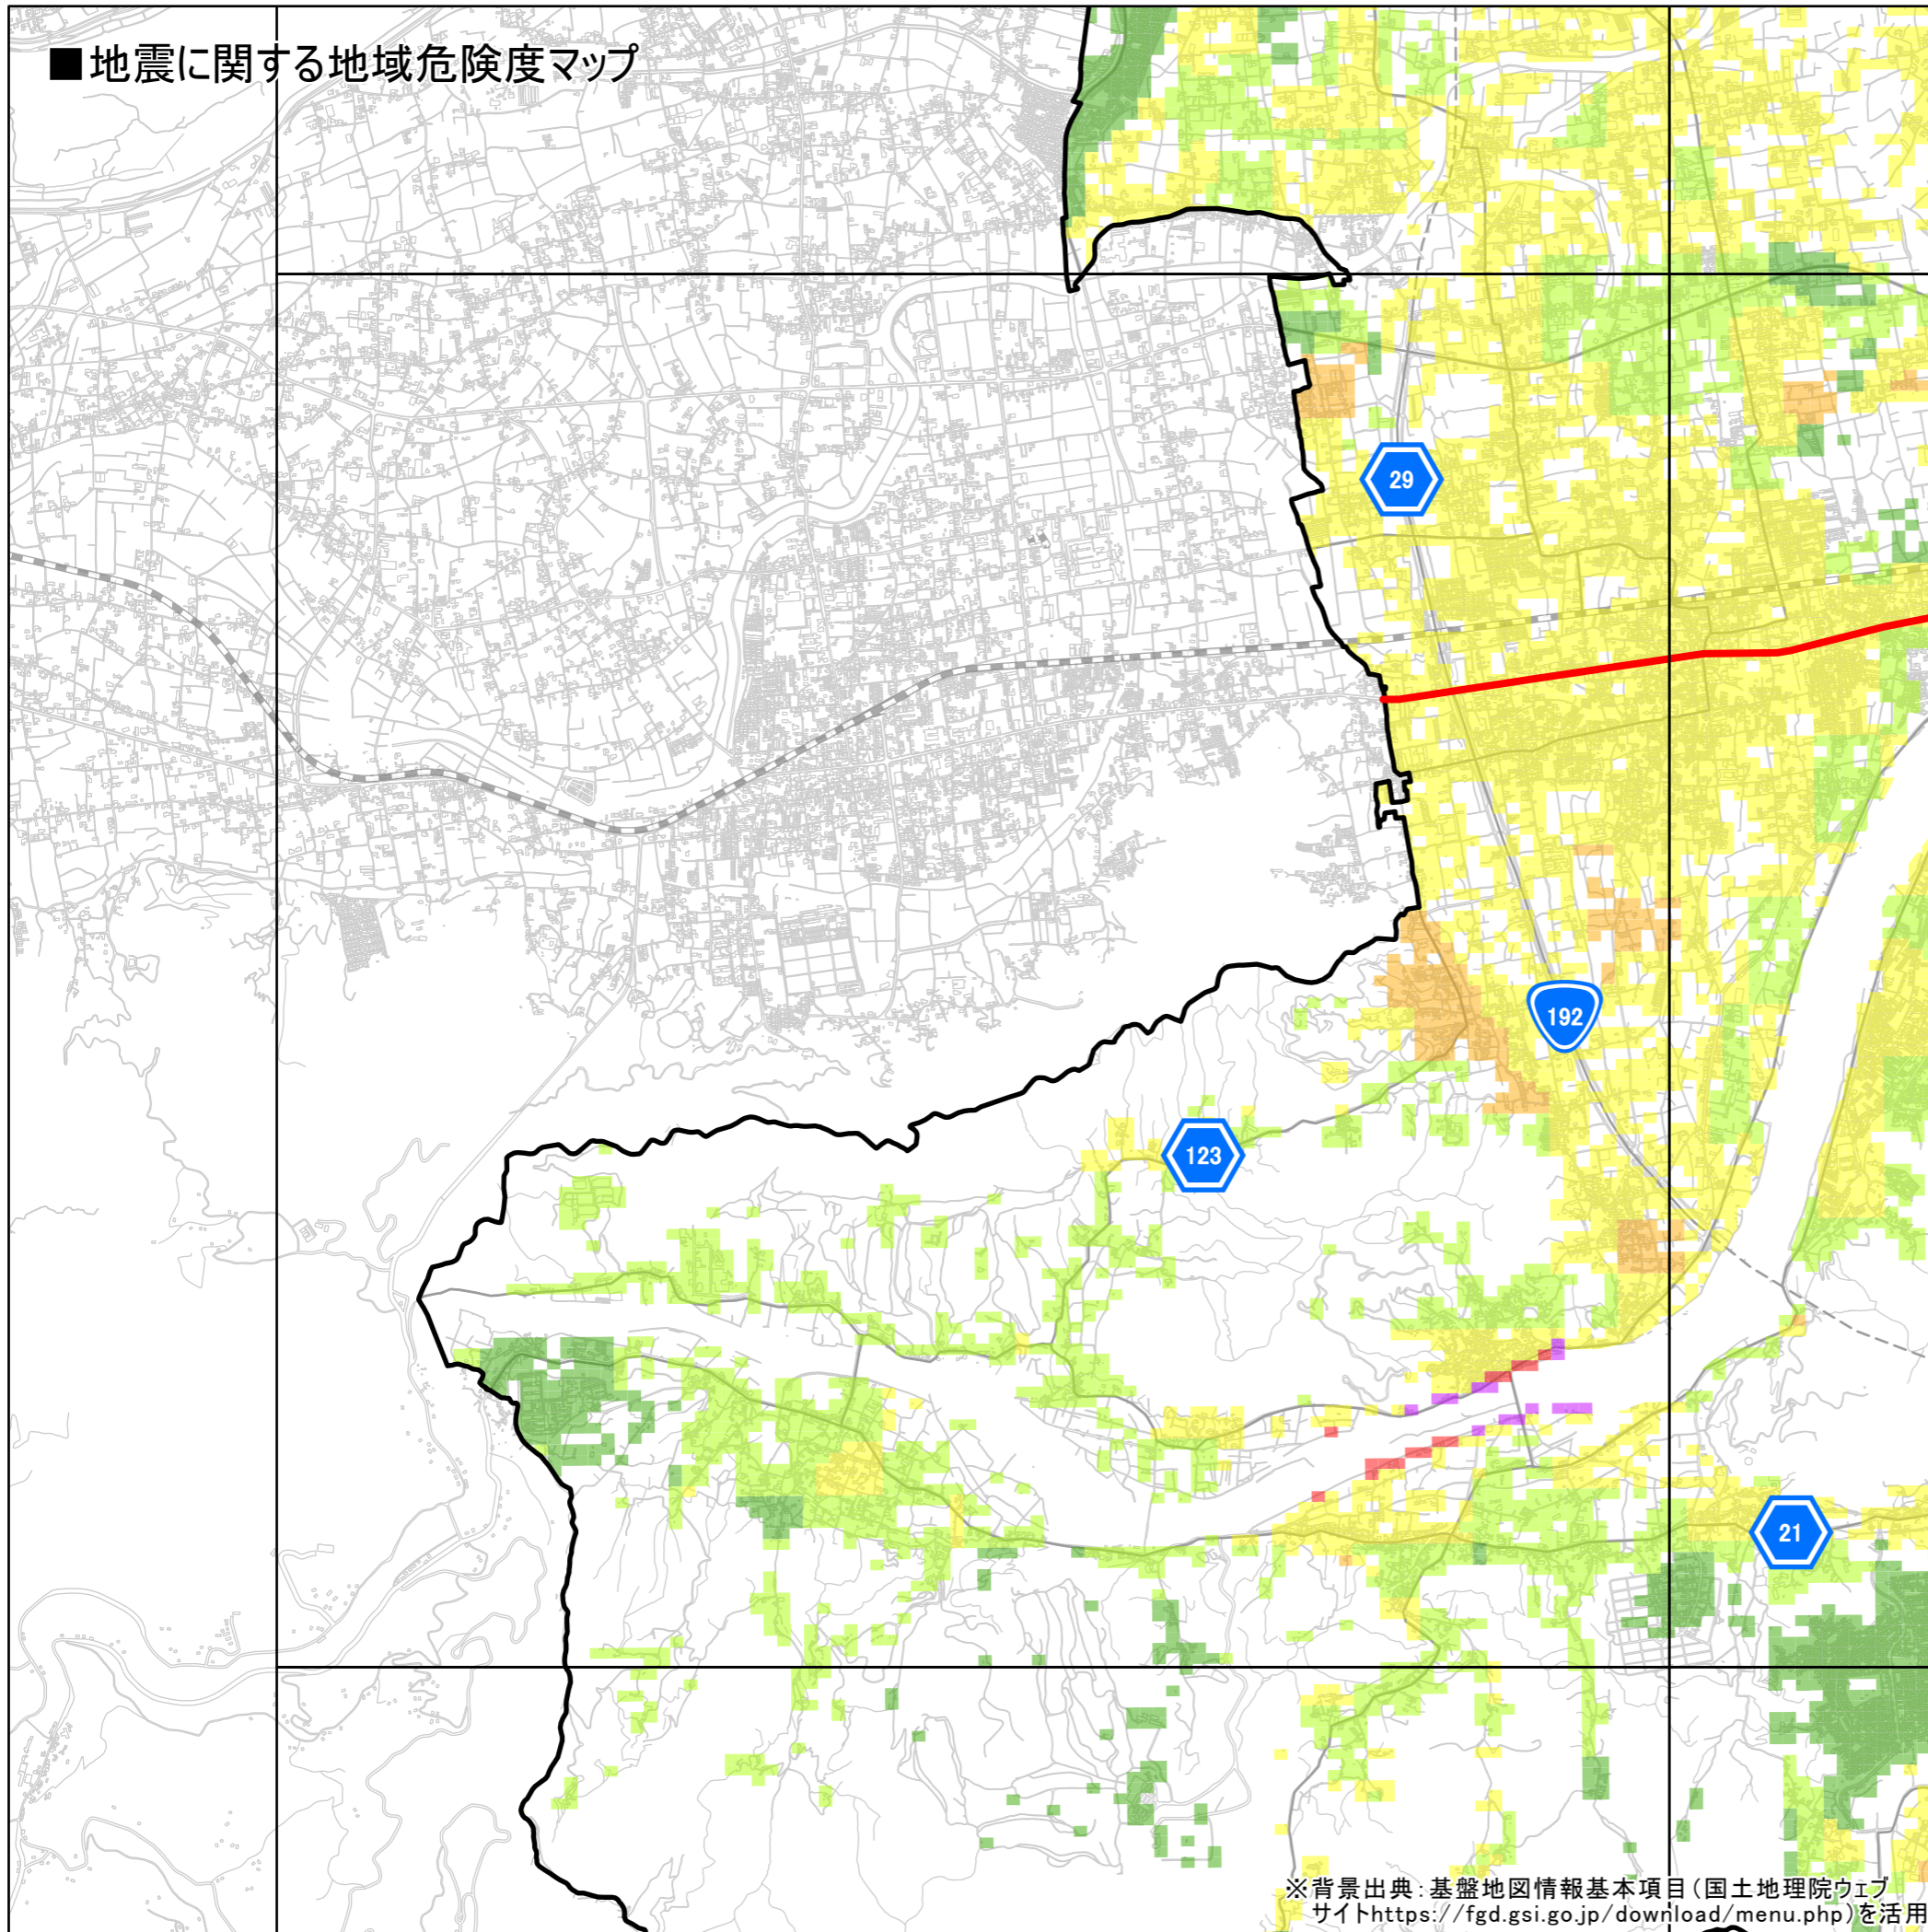 ■地震に関する地域危険度マップ
29
192
123
21
※背景出典：基盤地図情報基本項目（国土地理院ウェブ
サイトhttps://fgd.gsi.go.jp/download/menu.php）を活用